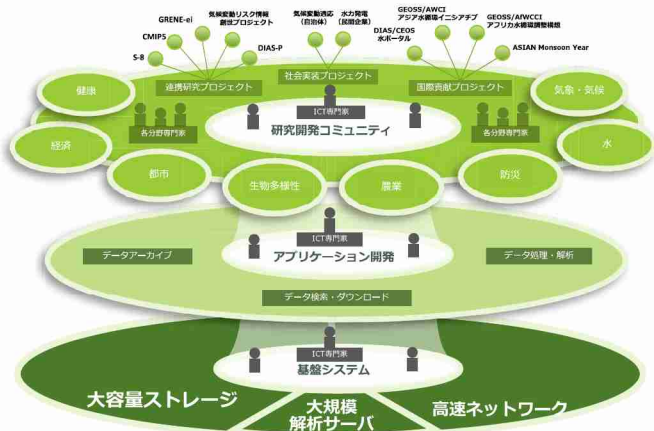 GRENE-ei
気候変動リスク情報
創世プロジェクト
CMIP5
S-8
DIAS-P
気候変動適応
(自治体)
水力発電
(民間企業)
GEOSS/AWCI
アジア水循環イニシアチブ
DIAS/CEOS
水ポータル
GEOSS/AfWCCI
アフリカ水循環調整構想
ASIAN Monsoon Year
連携研究プロジェクト
社会実装プロジェクト
国際貢献プロジェクト
健康
気象・気候
各分野専門家
ICT専門家
各分野専門家
研究開発コミュニティ
経済
水
都市
生物多様性
農業
防災
ICT専門家
データアーカイブ
アプリケーション開発
データ処理・解析
データ検索・ダウンロード
ICT専門家
基盤システム
大容量ストレージ
大規模
解析サーバ
高速ネットワーク